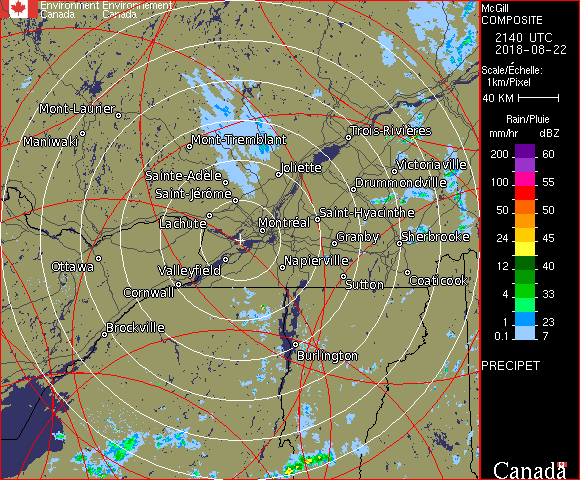 Environment Environnement
Canada Canada
McGill
COMPOSITE
2140 UTC
2018-08-22
Scale/Échelle:
1km/Pixel
40 KM
Rain/Pluie
mm/hr dBZ
200 60
100 55
50 50
24 45
12 40
4 33
1 23
0.1 7
PRECIPET
Canada
Mont-Laurier
Maniwaki
Mont-Tremblant
Trois-Rivières
Joliette
Victoriaville
Sainte-Adèle
Drummondville
Saint-Jérôme
Saint-Hyacinthe
Lachute
Montréal
Granby
Sherbrooke
Ottawa
Valleyfield
Napierville
Cornwall
Sutton
Coaticook
Brockville
Burlington